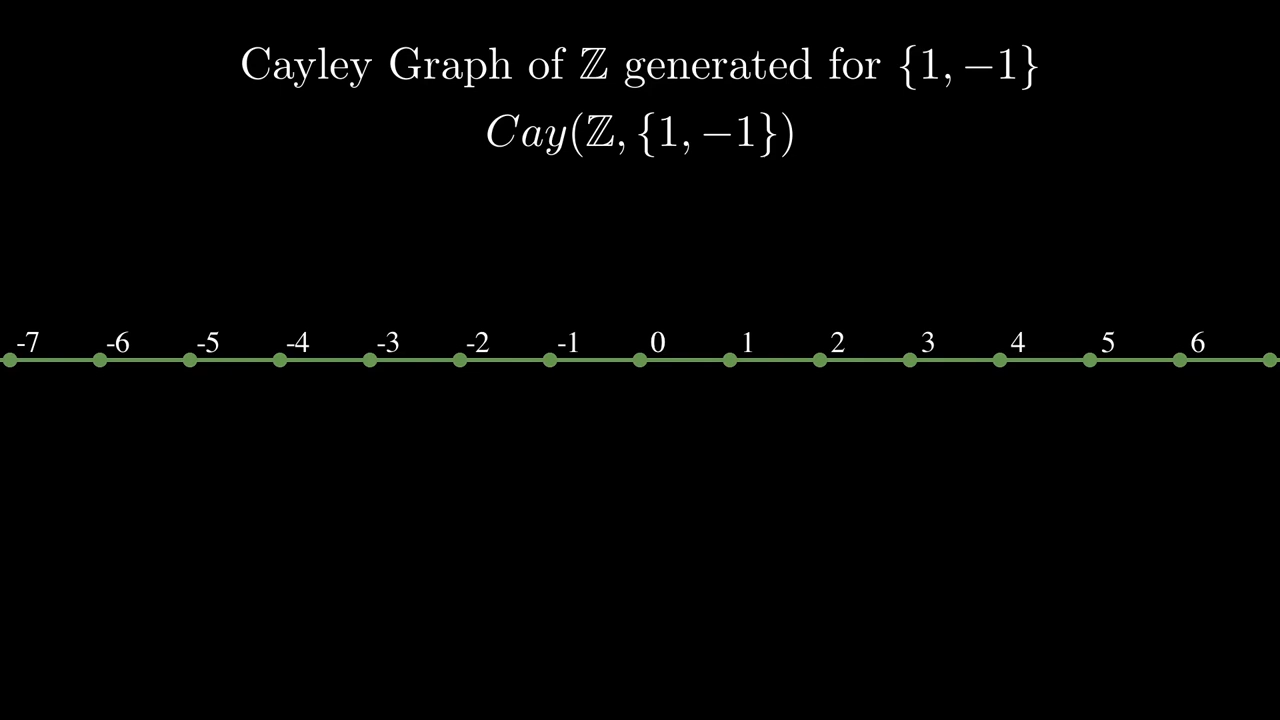 Cayley Graph of ℤ generated for {1, −1}
Cay(ℤ, {1, −1})
-7 -6 -5 -4 -3 -2 -1 0 1 2 3 4 5 6